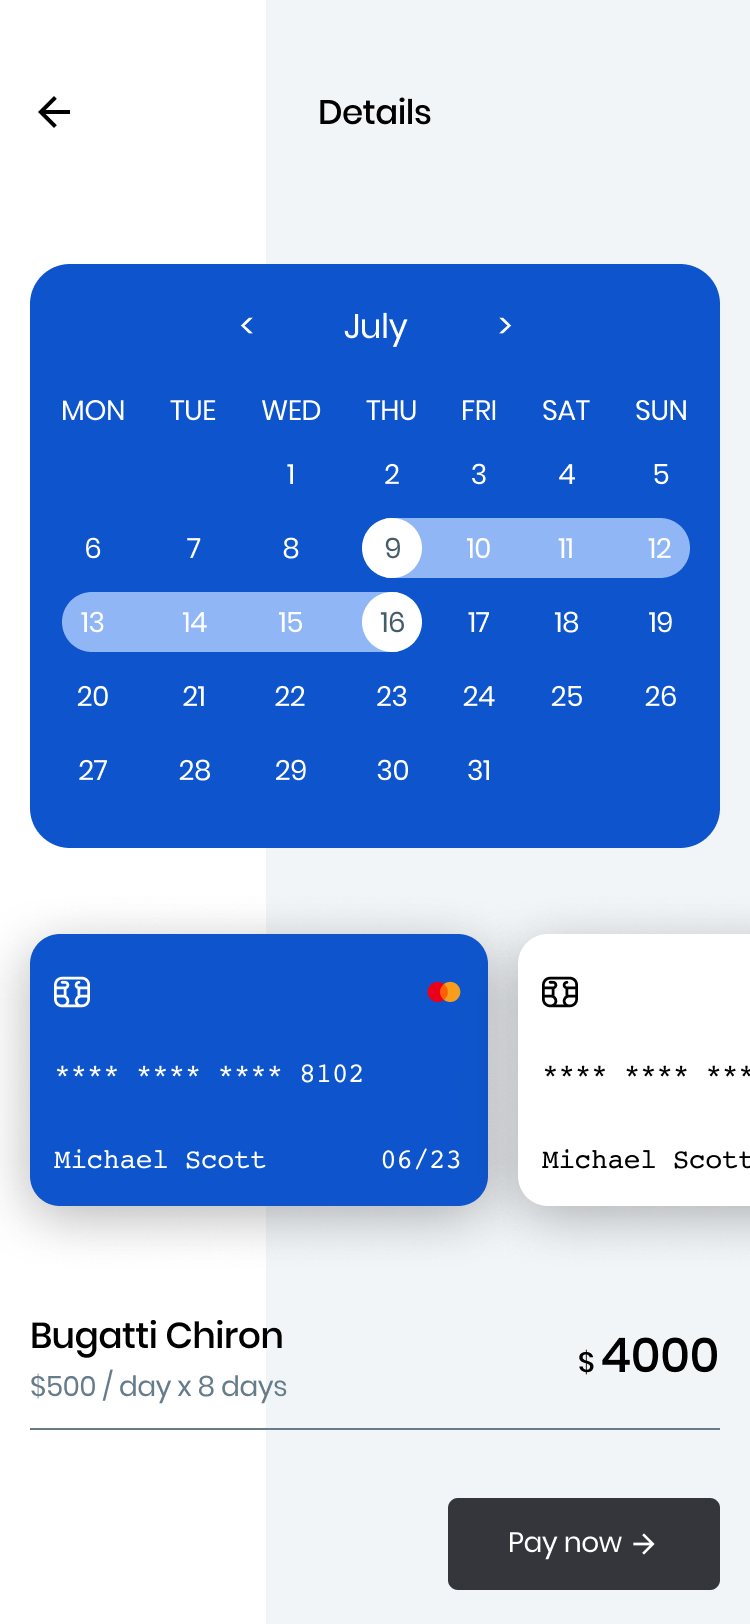 Details
< July >
MON TUE WED THU FRI SAT SUN
1 2 3 4 5
6 7 8 9 10 11 12
13 14 15 16 17 18 19
20 21 22 23 24 25 26
27 28 29 30 31
**** **** **** 8102
Michael Scott 06/23
**** **** ***
Michael Scott
Bugatti Chiron
$500 / day x 8 days
$ 4000
Pay now →